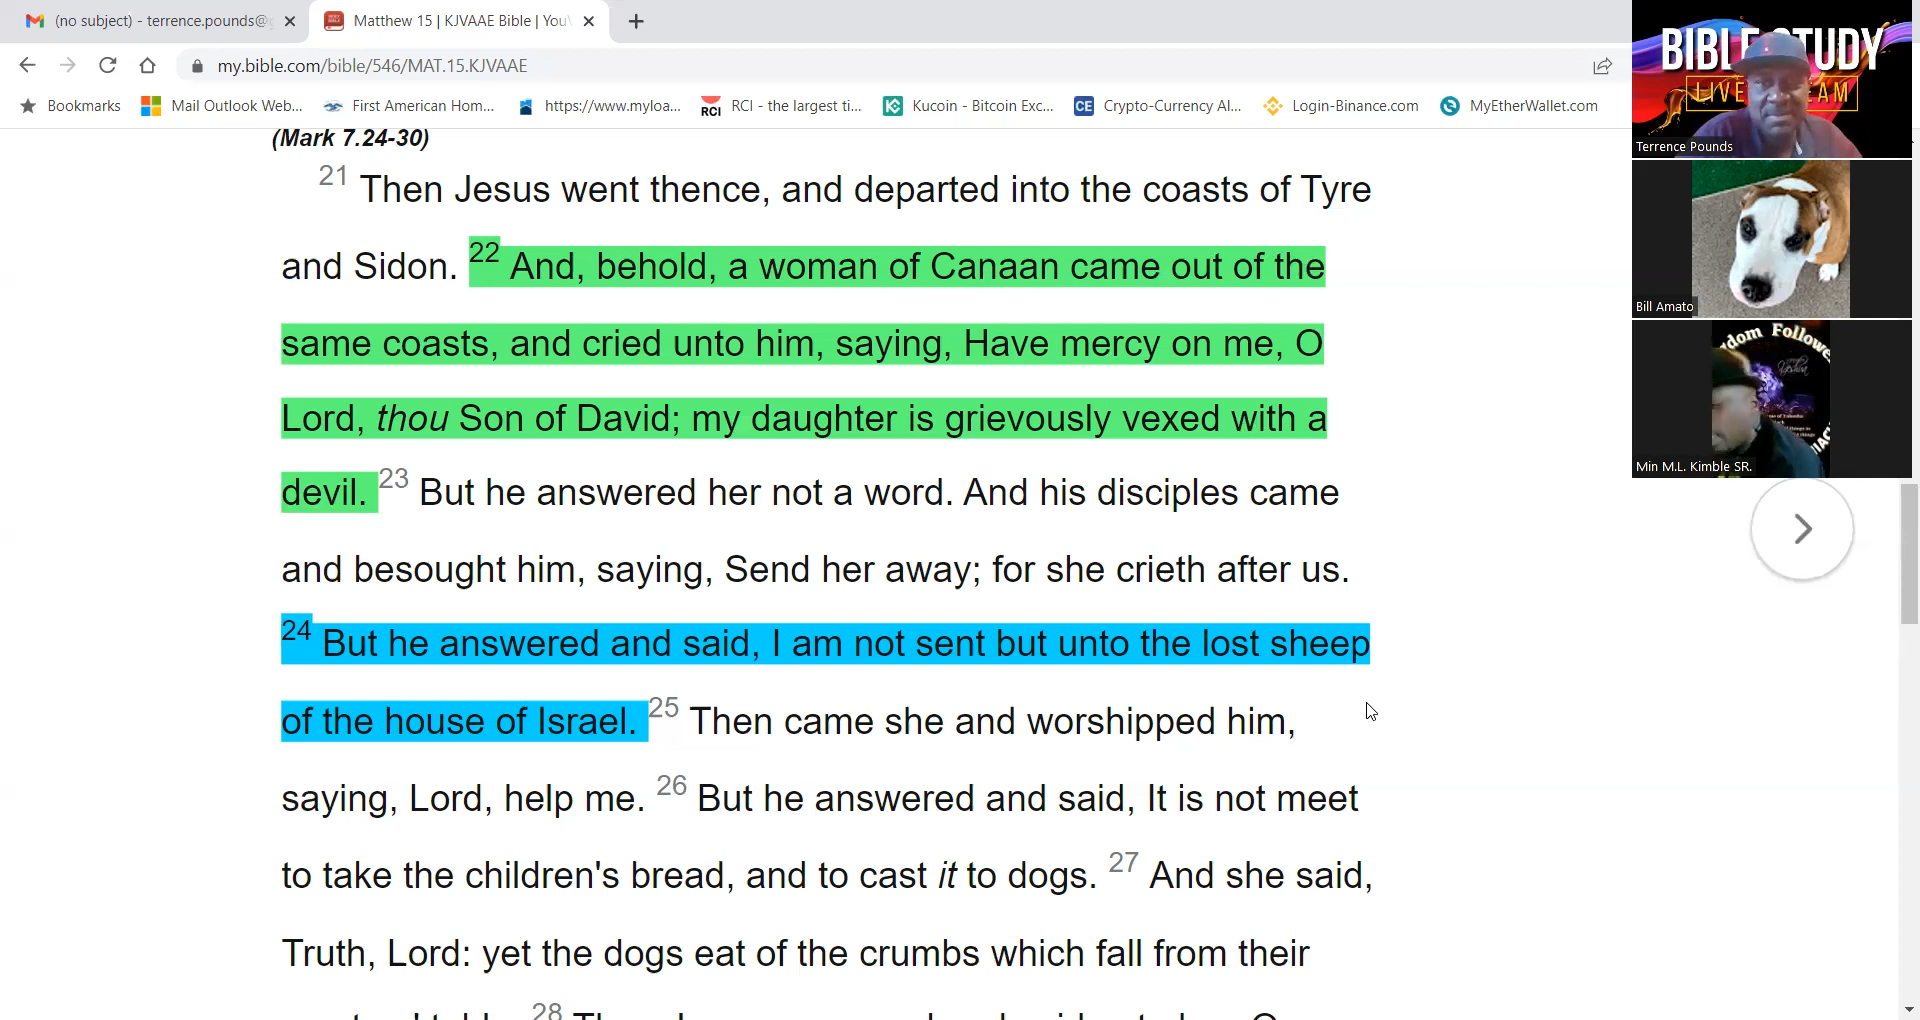 (no subject) - terrence.pounds@
Matthew 15 | KJVAAE Bible | You
my.bible.com/bible/546/MAT.15.KJVAAE
Bookmarks Mail Outlook Web... First American Hom... https://www.myloa... RCI - the largest ti... Kucoin - Bitcoin Exc... Crypto-Currency Al... Login-Binance.com MyEtherWallet.com
(Mark 7.24-30)
21 Then Jesus went thence, and departed into the coasts of Tyre
and Sidon. 22 And, behold, a woman of Canaan came out of the
same coasts, and cried unto him, saying, Have mercy on me, O
Lord, thou Son of David; my daughter is grievously vexed with a
devil. 23 But he answered her not a word. And his disciples came
and besought him, saying, Send her away; for she crieth after us.
24 But he answered and said, I am not sent but unto the lost sheep
of the house of Israel. 25 Then came she and worshipped him,
saying, Lord, help me. 26 But he answered and said, It is not meet
to take the children's bread, and to cast it to dogs. 27 And she said,
Truth, Lord: yet the dogs eat of the crumbs which fall from their
28
BIBLE STUDY
LIVE
Terrence Pounds
Bill Amato
dom Followe
Min M.L. Kimble SR.